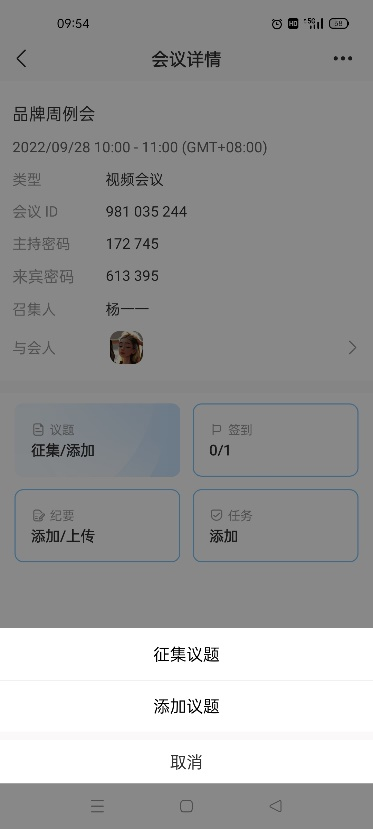 09:54
HD 5G 58
会议详情
品牌周例会
2022/09/28 10:00 - 11:00 (GMT+08:00)
类型 视频会议
会议 ID 981 035 244
主持密码 172 745
来宾密码 613 395
召集人 杨一一
与会人
议题 签到
征集/添加 0/1
纪要 任务
添加/上传 添加
征集议题
添加议题
取消